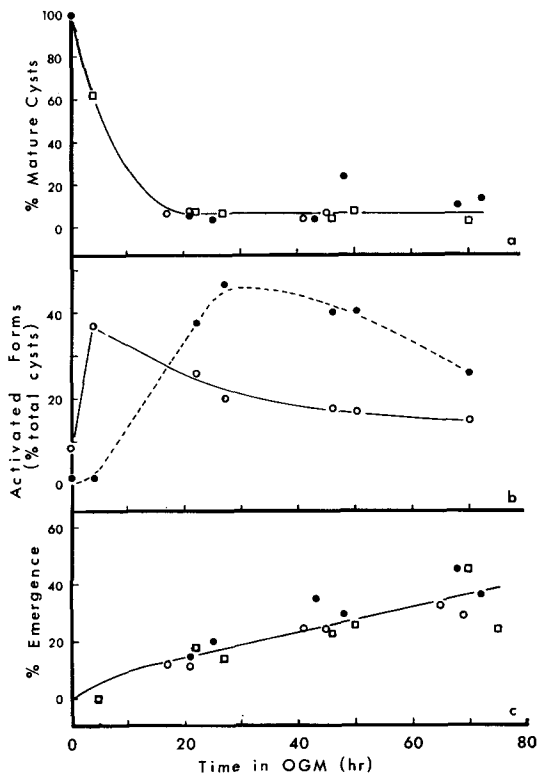 100
80
60
40
20
0
% Mature Cysts
a
40
20
0
Activated Forms
(% total cysts)
b
60
40
20
0
% Emergence
c
0 20 40 60 80
Time in OGM (hr)